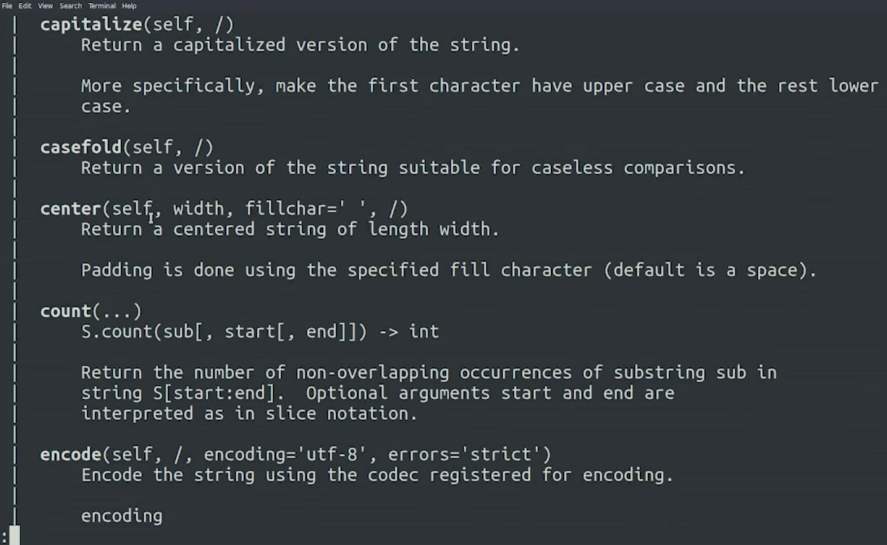 File Edit View Search Terminal Help
| capitalize(self, /)
| Return a capitalized version of the string.
|
| More specifically, make the first character have upper case and the rest lower
| case.
|
| casefold(self, /)
| Return a version of the string suitable for caseless comparisons.
|
| center(self, width, fillchar=' ', /)
| Return a centered string of length width.
|
| Padding is done using the specified fill character (default is a space).
|
| count(...)
| S.count(sub[, start[, end]]) -> int
|
| Return the number of non-overlapping occurrences of substring sub in
| string S[start:end].  Optional arguments start and end are
| interpreted as in slice notation.
|
| encode(self, /, encoding='utf-8', errors='strict')
| Encode the string using the codec registered for encoding.
|
| encoding
: